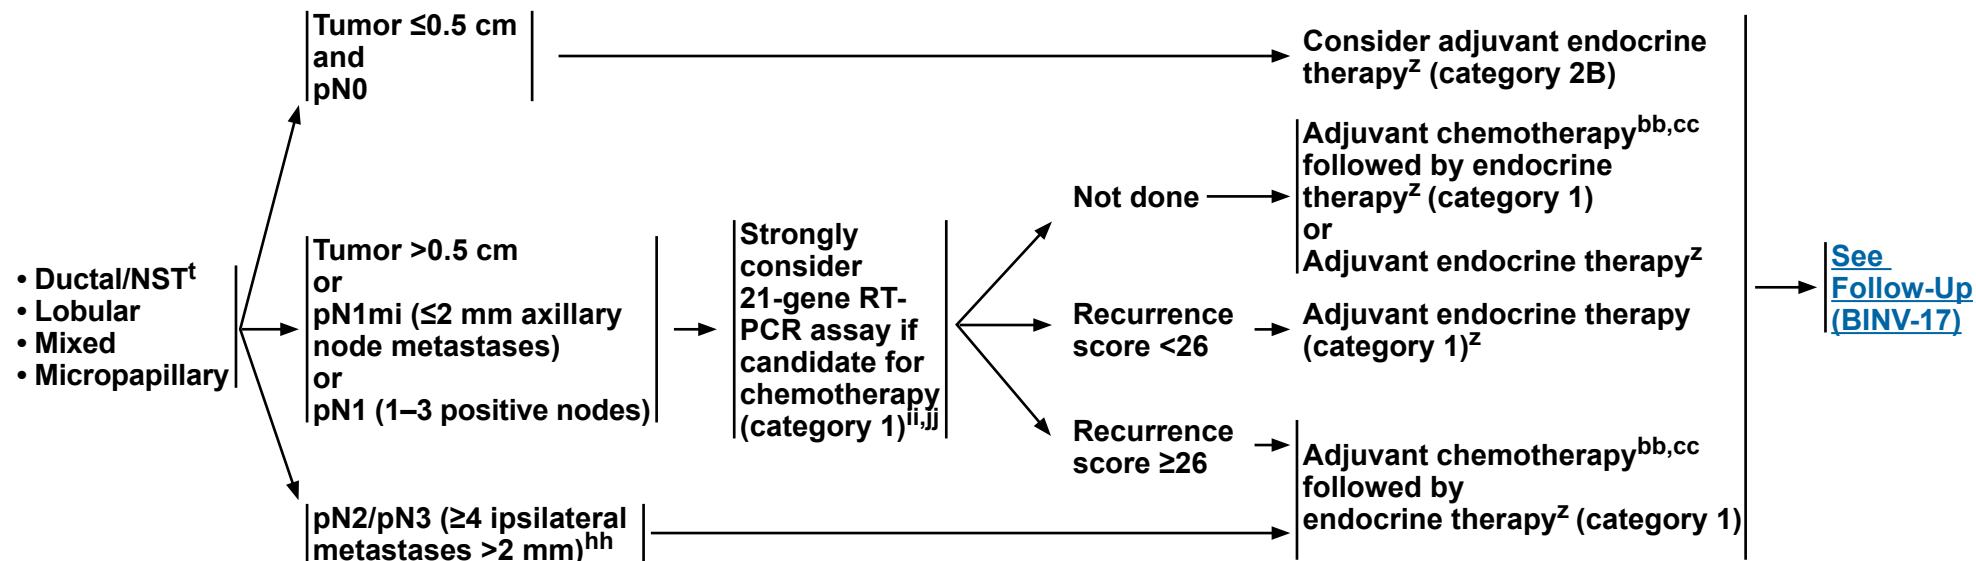 • Ductal/NSTt
• Lobular
• Mixed
• Micropapillary
Tumor ≤0.5 cm
and
pN0
Tumor >0.5 cm
or
pN1mi (≤2 mm axillary
node metastases)
or
pN1 (1–3 positive nodes)
pN2/pN3 (≥4 ipsilateral
metastases >2 mm)hh
Strongly
consider
21-gene RT-
PCR assay if
candidate for
chemotherapy
(category 1)ii,jj
Not done
Recurrence
score <26
Recurrence
score ≥26
Consider adjuvant endocrine
therapyz (category 2B)
Adjuvant chemotherapybb,cc
followed by endocrine
therapyz (category 1)
or
Adjuvant endocrine therapyz
Adjuvant endocrine therapy
(category 1)z
Adjuvant chemotherapybb,cc
followed by
endocrine therapyz (category 1)
See
Follow-Up
(BINV-17)